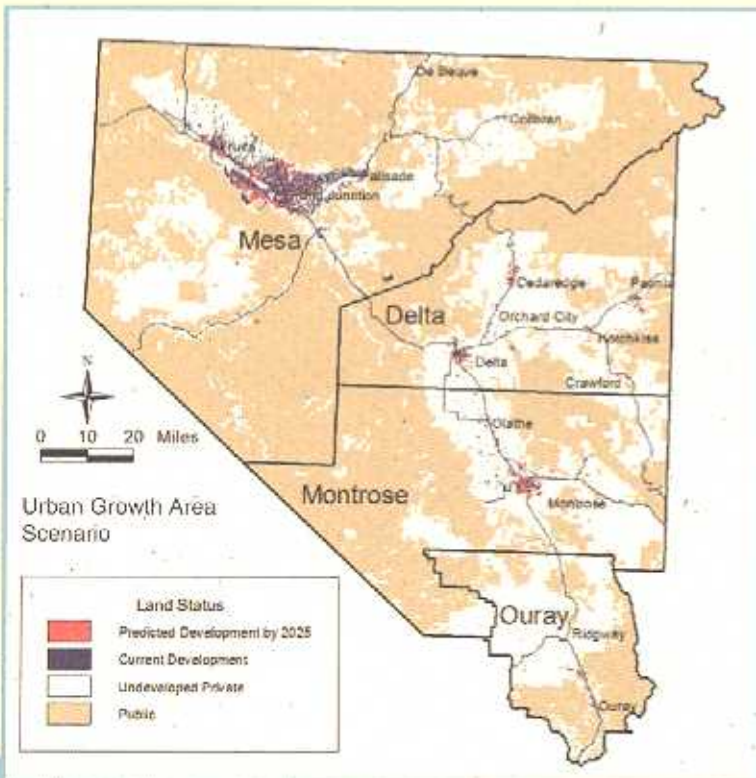 De Beque
Collbran
Fruita
Palisade
Junction
Mesa
Cedaredge
Paonia
Delta
Orchard City
Hotchkiss
Delta
Crawford
N
0 10 20 Miles
Olathe
Urban Growth Area
Scenario
Montrose
Montrose
Land Status
Predicted Development by 2025
Current Development
Undeveloped Private
Public
Ouray
Ridgway
Ouray